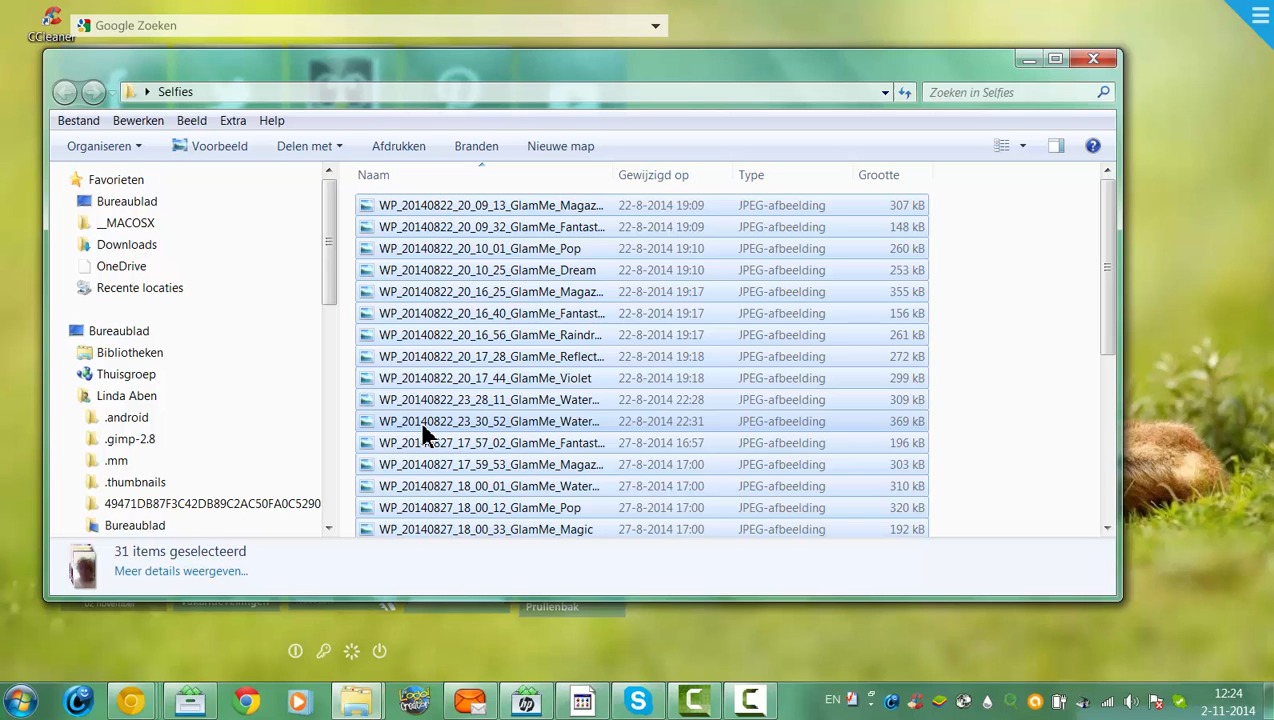 CCleaner
Google Zoeken
Selfies
Zoeken in Selfies
Bestand Bewerken Beeld Extra Help
Organiseren Voorbeeld Delen met Afdrukken Branden Nieuwe map
Naam Gewijzigd op Type Grootte
Favorieten
Bureaublad
__MACOSX
Downloads
OneDrive
Recente locaties
Bureaublad
Bibliotheken
Thuisgroep
Linda Aben
.android
.gimp-2.8
.mm
.thumbnails
49471DB87F3C42DB89C2AC50FA0C5290
Bureaublad
WP_20140822_20_09_13_GlamMe_Magaz... 22-8-2014 19:09 JPEG-afbeelding 307 kB
WP_20140822_20_09_32_GlamMe_Fantast... 22-8-2014 19:09 JPEG-afbeelding 148 kB
WP_20140822_20_10_01_GlamMe_Pop 22-8-2014 19:10 JPEG-afbeelding 260 kB
WP_20140822_20_10_25_GlamMe_Dream 22-8-2014 19:10 JPEG-afbeelding 253 kB
WP_20140822_20_16_25_GlamMe_Magaz... 22-8-2014 19:17 JPEG-afbeelding 355 kB
WP_20140822_20_16_40_GlamMe_Fantast... 22-8-2014 19:17 JPEG-afbeelding 156 kB
WP_20140822_20_16_56_GlamMe_Raindr... 22-8-2014 19:17 JPEG-afbeelding 261 kB
WP_20140822_20_17_28_GlamMe_Reflect... 22-8-2014 19:18 JPEG-afbeelding 272 kB
WP_20140822_20_17_44_GlamMe_Violet 22-8-2014 19:18 JPEG-afbeelding 299 kB
WP_20140822_23_28_11_GlamMe_Water... 22-8-2014 22:28 JPEG-afbeelding 309 kB
WP_20140822_23_30_52_GlamMe_Water... 22-8-2014 22:31 JPEG-afbeelding 369 kB
WP_20140827_17_57_02_GlamMe_Fantast... 27-8-2014 16:57 JPEG-afbeelding 196 kB
WP_20140827_17_59_53_GlamMe_Magaz... 27-8-2014 17:00 JPEG-afbeelding 303 kB
WP_20140827_18_00_01_GlamMe_Water... 27-8-2014 17:00 JPEG-afbeelding 310 kB
WP_20140827_18_00_12_GlamMe_Pop 27-8-2014 17:00 JPEG-afbeelding 320 kB
WP_20140827_18_00_33_GlamMe_Magic 27-8-2014 17:00 JPEG-afbeelding 192 kB
31 items geselecteerd
Meer details weergeven...
02 november
Prullenbak
EN
12:24
2-11-2014